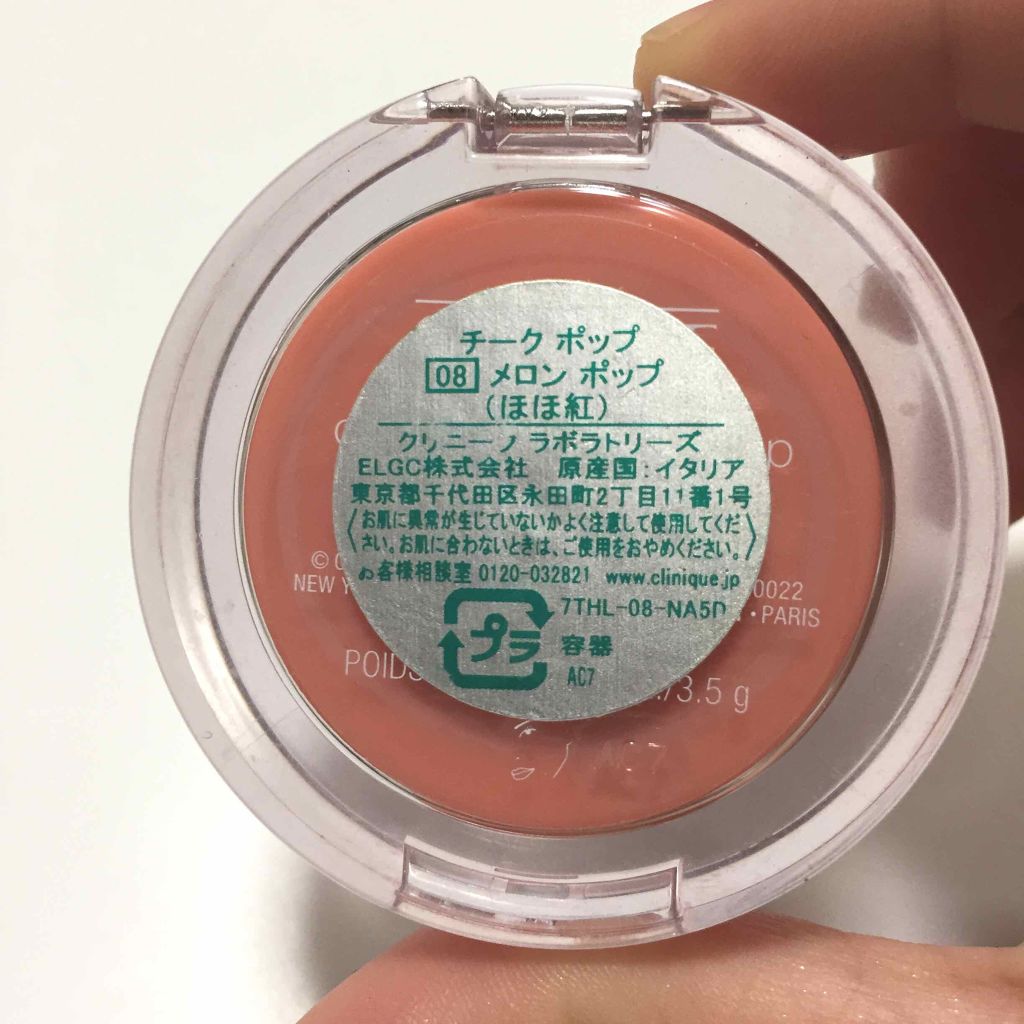 チーク ポップ
08 メロン ポップ
（ほほ紅）
クリニーク ラボラトリーズ
ELGC株式会社 原産国：イタリア
東京都千代田区永田町2丁目11番1号
〈お肌に異常が生じていないかよく注意して使用してくだ
さい。お肌に合わないときは、ご使用をおやめください。〉
お客様相談室 0120-032821 www.clinique.jp
7THL-08-NA5D
プラ 容器
AC7
©
NEW 0022
・PARIS
POIDS /3.5 g
AC7